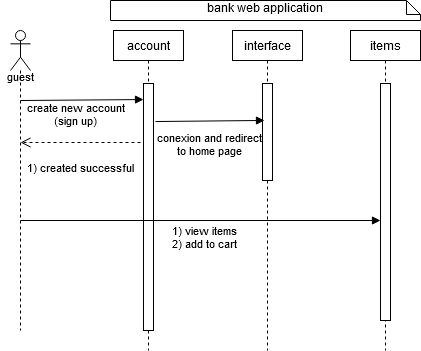 bank web application
account
interface
items
guest
create new account
(sign up)
conexion and redirect
to home page
1) created successful
1) view items
2) add to cart